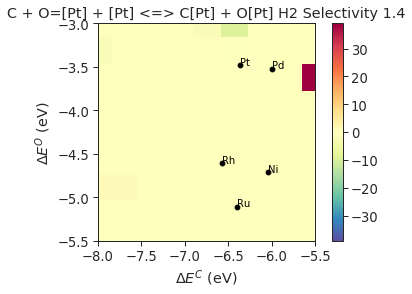 C + O=[Pt] + [Pt] <=> C[Pt] + O[Pt] H2 Selectivity 1.4
−3.0
−3.5
−4.0
−4.5
−5.0
−5.5
ΔE^O (eV)
Pt
Pd
Rh
Ni
Ru
−8.0 −7.5 −7.0 −6.5 −6.0 −5.5
ΔE^C (eV)
30
20
10
0
−10
−20
−30